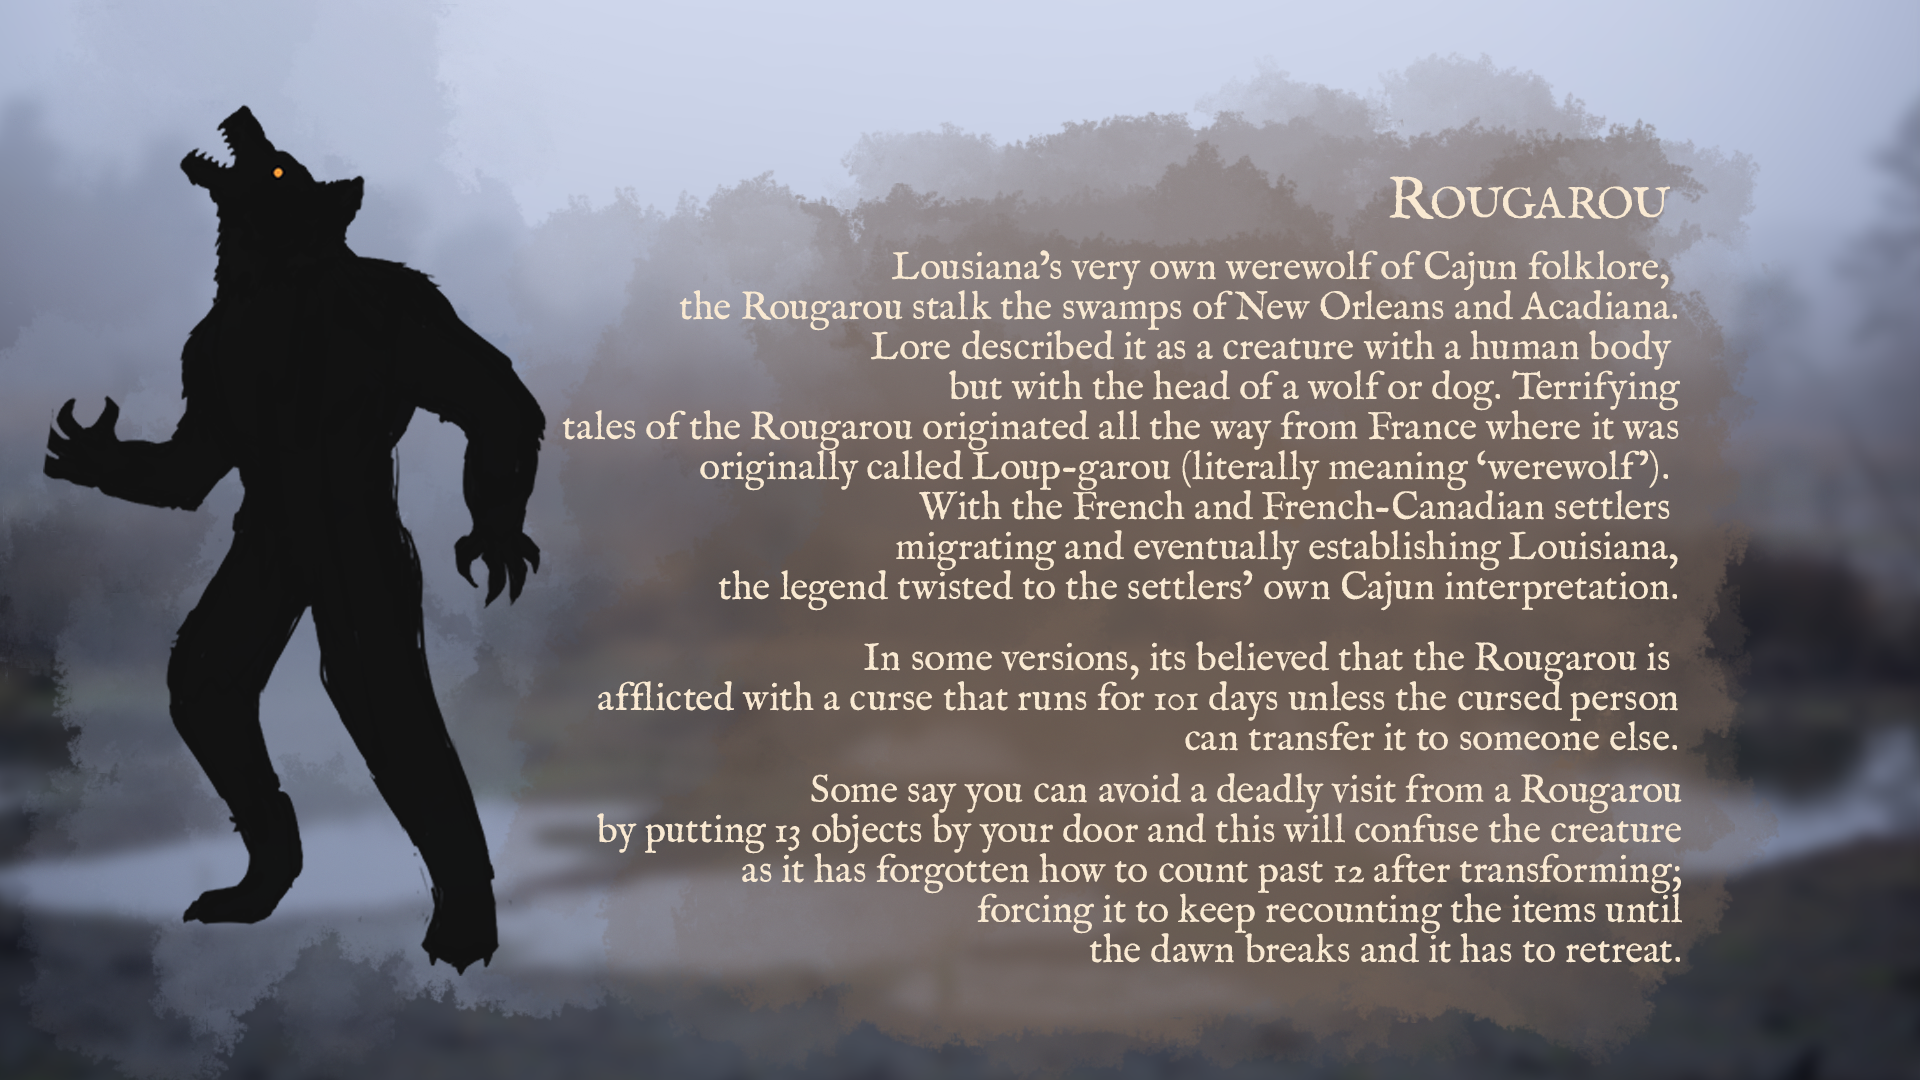 Rougarou
Lousiana’s very own werewolf of Cajun folklore,
the Rougarou stalk the swamps of New Orleans and Acadiana.
Lore described it as a creature with a human body
but with the head of a wolf or dog. Terrifying
tales of the Rougarou originated all the way from France where it was
originally called Loup-garou (literally meaning ‘werewolf’).
With the French and French-Canadian settlers
migrating and eventually establishing Louisiana,
the legend twisted to the settlers’ own Cajun interpretation.
In some versions, its believed that the Rougarou is
afflicted with a curse that runs for 101 days unless the cursed person
can transfer it to someone else.
Some say you can avoid a deadly visit from a Rougarou
by putting 13 objects by your door and this will confuse the creature
as it has forgotten how to count past 12 after transforming;
forcing it to keep recounting the items until
the dawn breaks and it has to retreat.